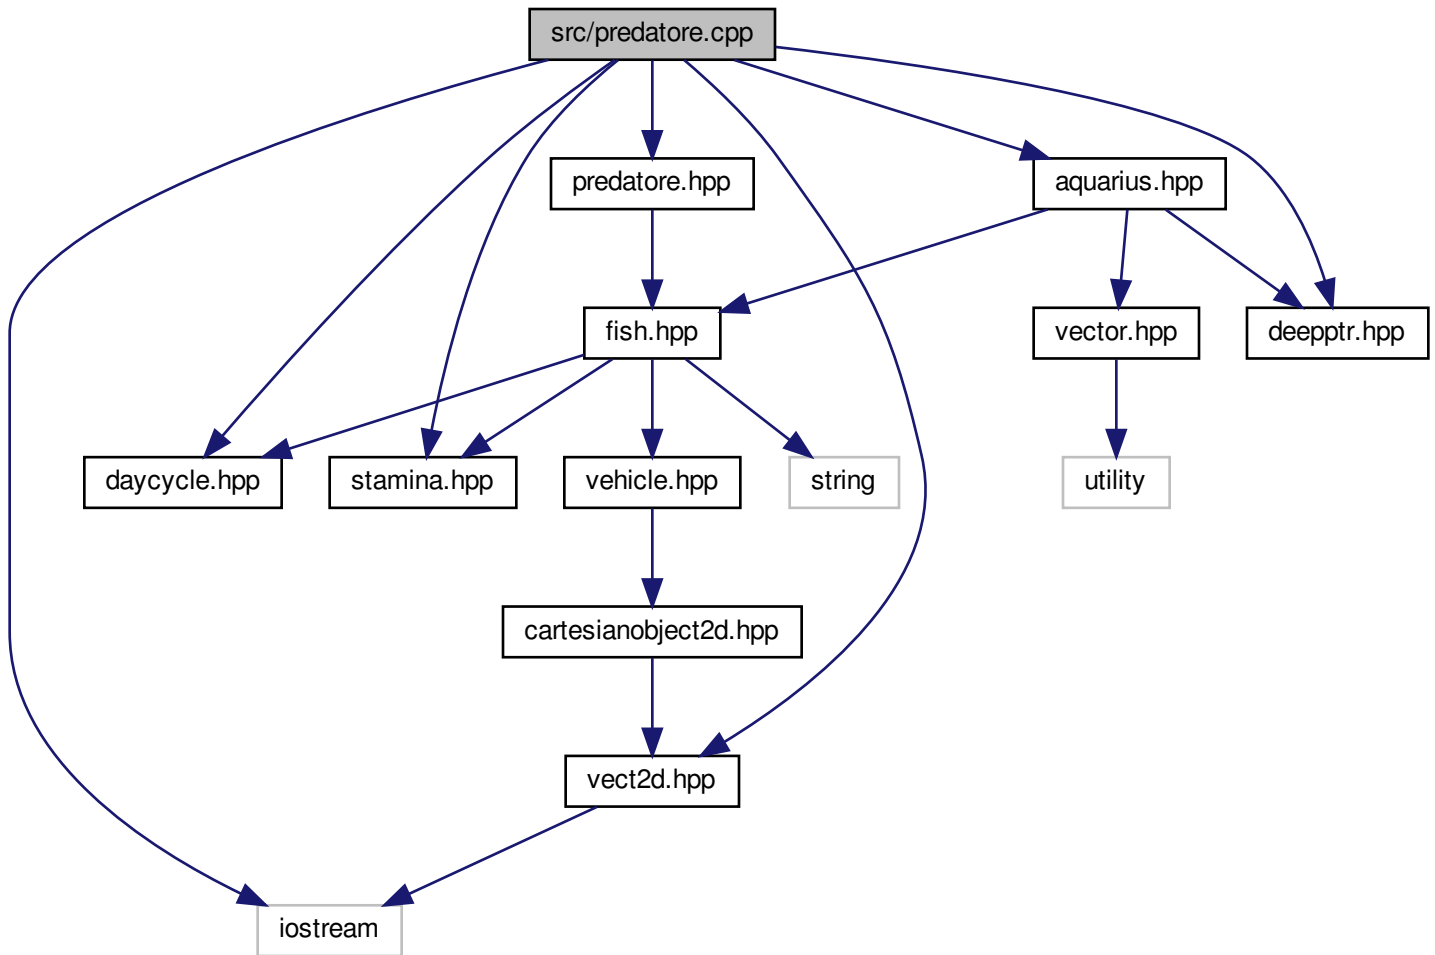 src/predatore.cpp
predatore.hpp
aquarius.hpp
fish.hpp
vector.hpp
deepptr.hpp
daycycle.hpp
stamina.hpp
vehicle.hpp
string
utility
cartesianobject2d.hpp
vect2d.hpp
iostream